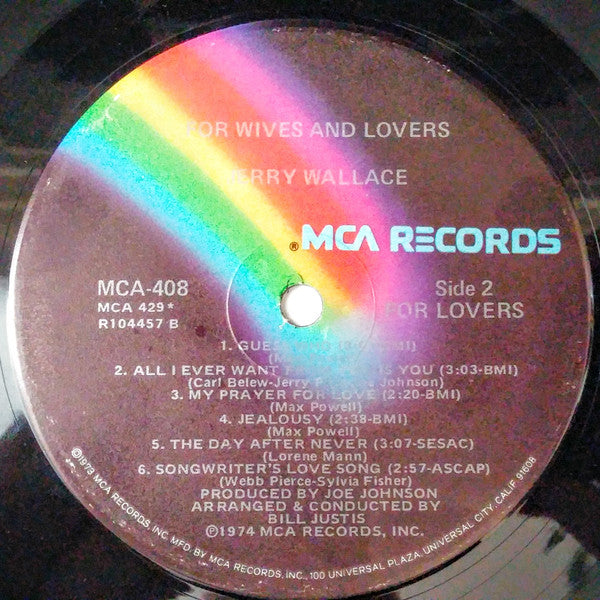 FOR WIVES AND LOVERS
JERRY WALLACE
® MCA RECORDS
MCA-408
MCA 429*
R104457 B
Side 2
FOR LOVERS
1.
2. ALL I EVER WANT IS YOU (3:03-BMI)
(Carl Belew-Jerry Johnson)
3. MY PRAYER FOR LOVE (2:20-BMI)
(Max Powell)
4. JEALOUSY (2:38-BMI)
(Max Powell)
5. THE DAY AFTER NEVER (3:07-SESAC)
(Lorene Mann)
6. SONGWRITER'S LOVE SONG (2:57-ASCAP)
(Webb Pierce-Sylvia Fisher)
PRODUCED BY JOE JOHNSON
ARRANGED & CONDUCTED BY
BILL JUSTIS
℗1974 MCA RECORDS, INC.
©1973 MCA RECORDS, INC. MFD. BY MCA RECORDS, INC., 100 UNIVERSAL PLAZA, UNIVERSAL CITY, CALIF. 91608